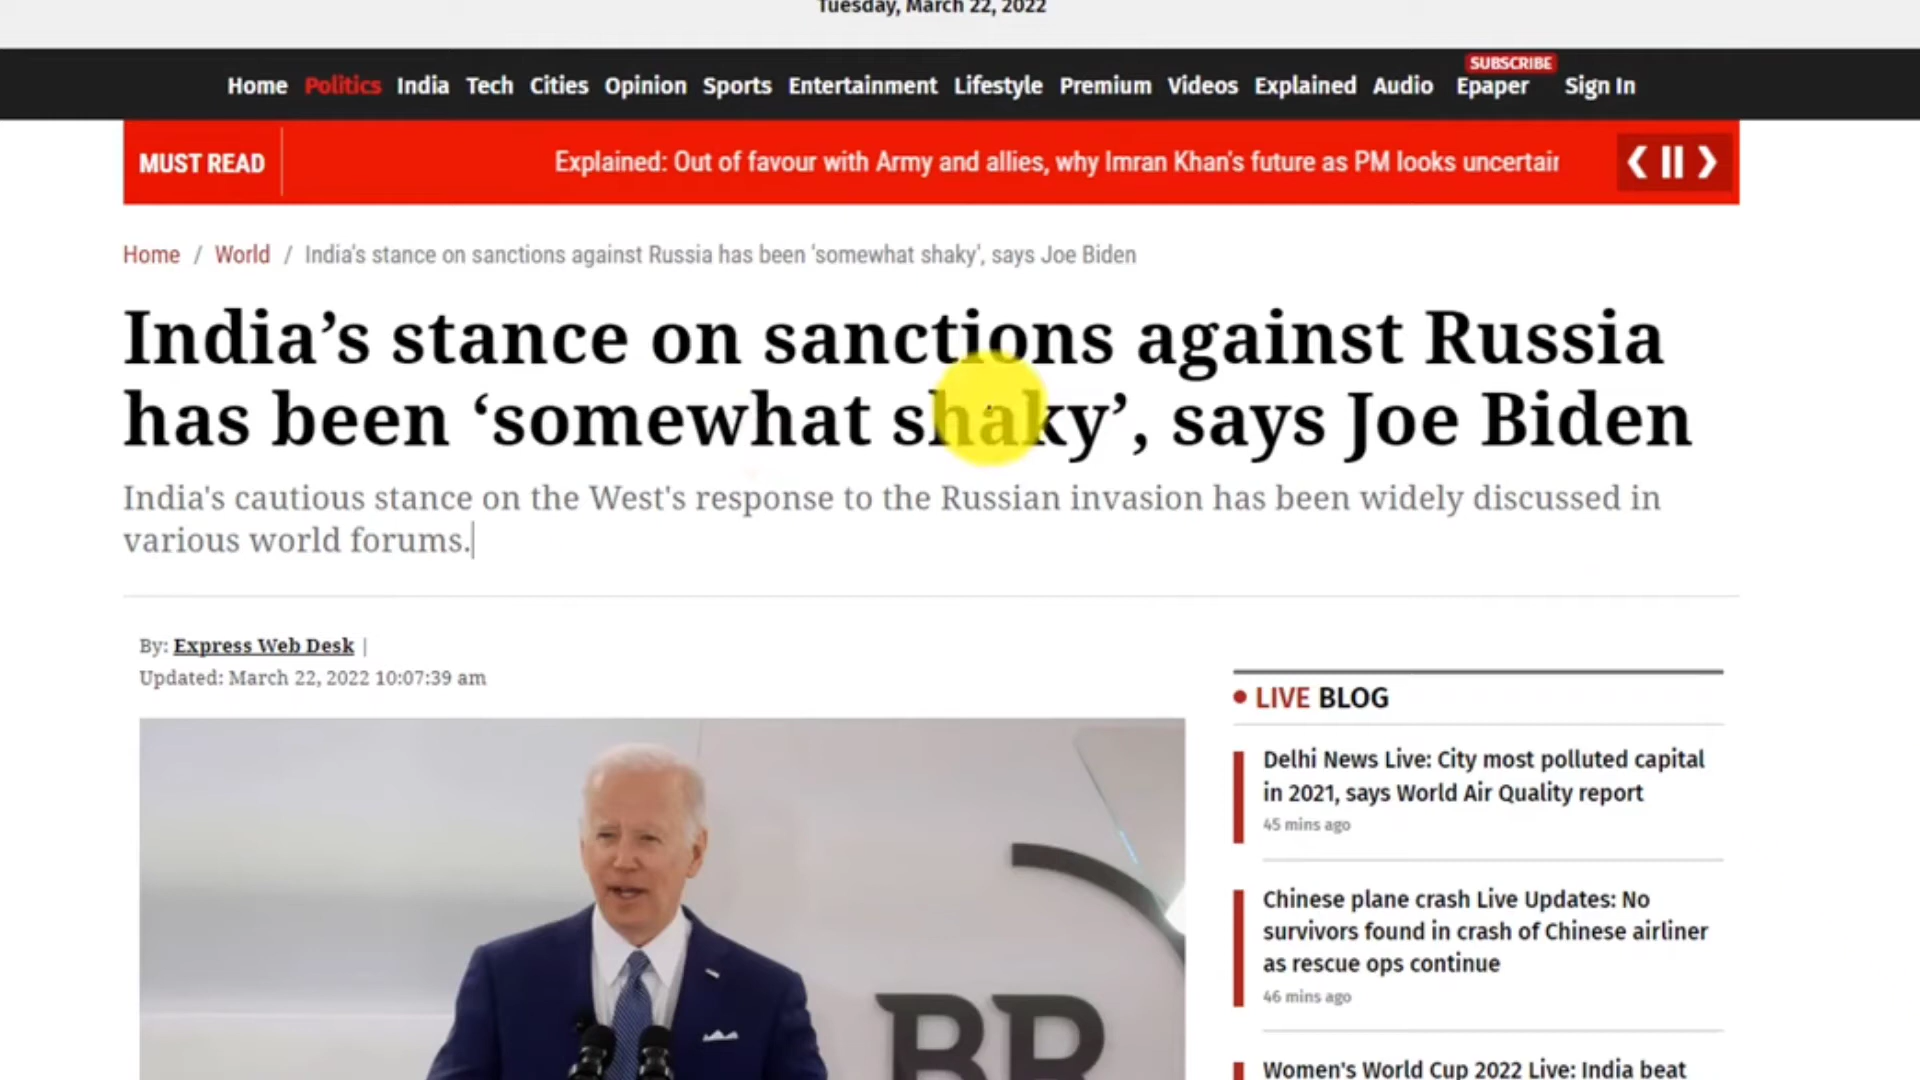 Tuesday, March 22, 2022
SUBSCRIBE
Home Politics India Tech Cities Opinion Sports Entertainment Lifestyle Premium Videos Explained Audio Epaper Sign In
MUST READ
Explained: Out of favour with Army and allies, why Imran Khan's future as PM looks uncertain
Home / World / India's stance on sanctions against Russia has been 'somewhat shaky', says Joe Biden
India’s stance on sanctions against Russia
has been ‘somewhat shaky’, says Joe Biden
India's cautious stance on the West's response to the Russian invasion has been widely discussed in
various world forums.
By: Express Web Desk |
Updated: March 22, 2022 10:07:39 am
BR
LIVE BLOG
Delhi News Live: City most polluted capital
in 2021, says World Air Quality report
45 mins ago
Chinese plane crash Live Updates: No
survivors found in crash of Chinese airliner
as rescue ops continue
46 mins ago
Women's World Cup 2022 Live: India beat